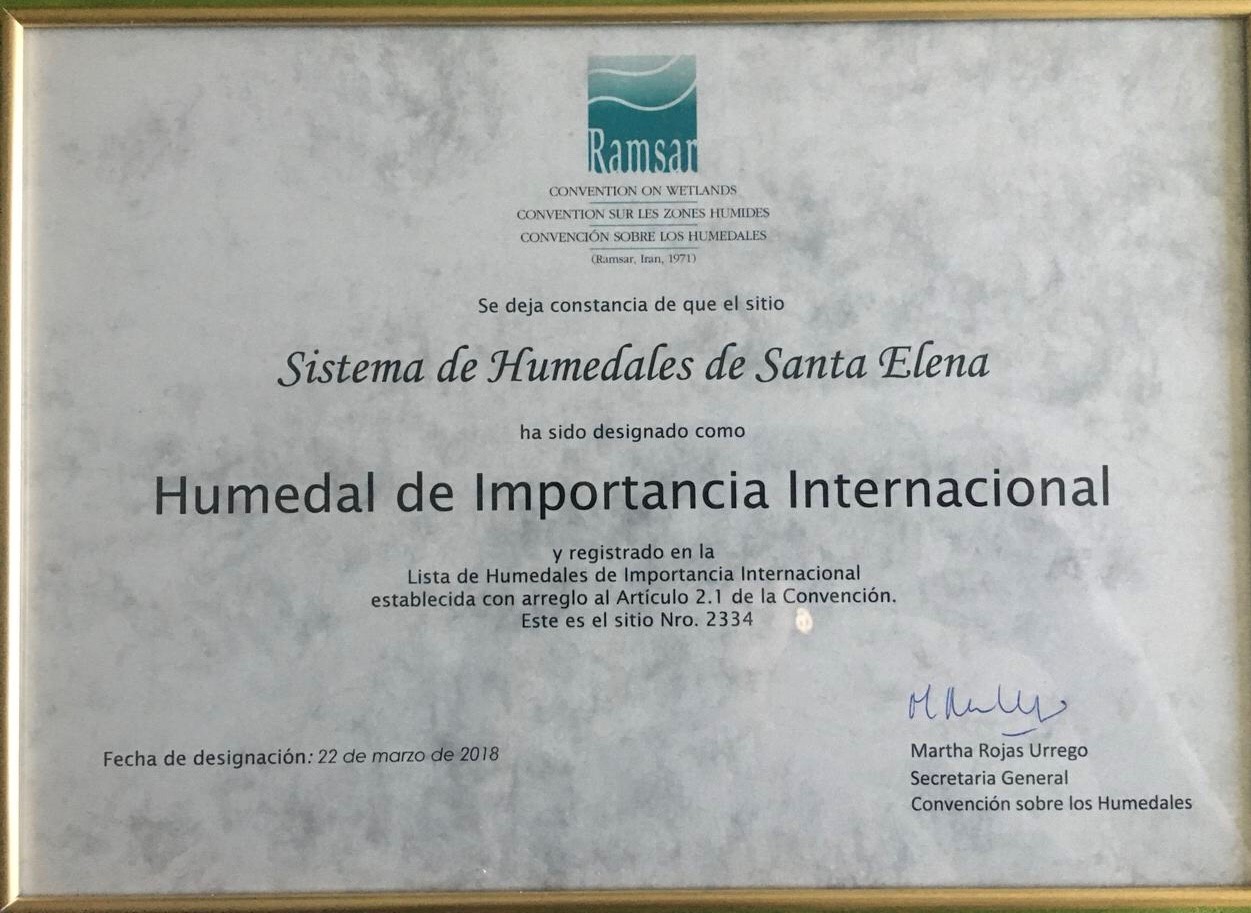 Ramsar
CONVENTION ON WETLANDS
CONVENTION SUR LES ZONES HUMIDES
CONVENCIÓN SOBRE LOS HUMEDALES
(Ramsar, Iran, 1971)
Se deja constancia de que el sitio
Sistema de Humedales de Santa Elena
ha sido designado como
Humedal de Importancia Internacional
y registrado en la
Lista de Humedales de Importancia Internacional
establecida con arreglo al Artículo 2.1 de la Convención.
Este es el sitio Nro. 2334
Fecha de designación: 22 de marzo de 2018
Martha Rojas Urrego
Secretaria General
Convención sobre los Humedales